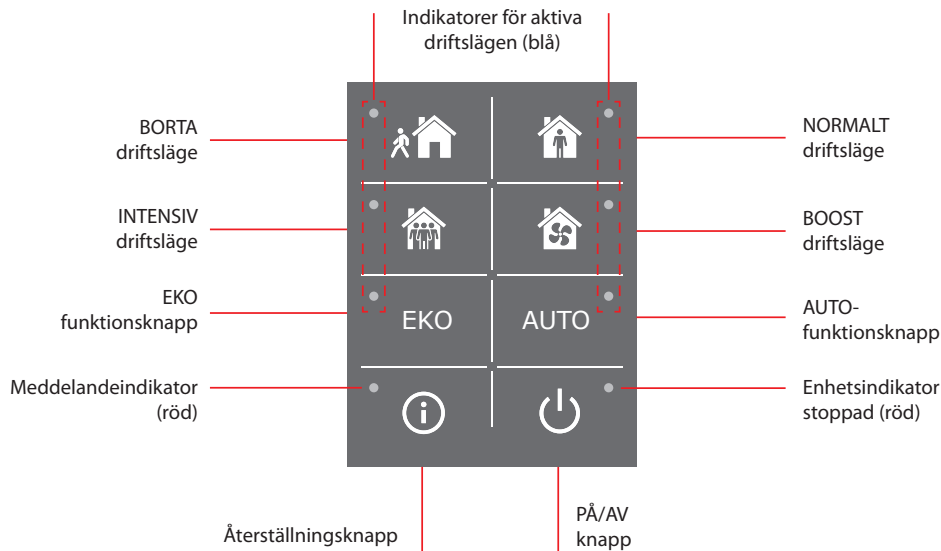 Indikatorer för aktiva
driftslägen (blå)
BORTA
driftsläge
NORMALT
driftsläge
INTENSIV
driftsläge
BOOST
driftsläge
EKO
funktionsknapp
EKO
AUTO
AUTO-
funktionsknapp
Meddelandeindikator
(röd)
i
Enhetsindikator
stoppad (röd)
Återställningsknapp
PÅ/AV
knapp